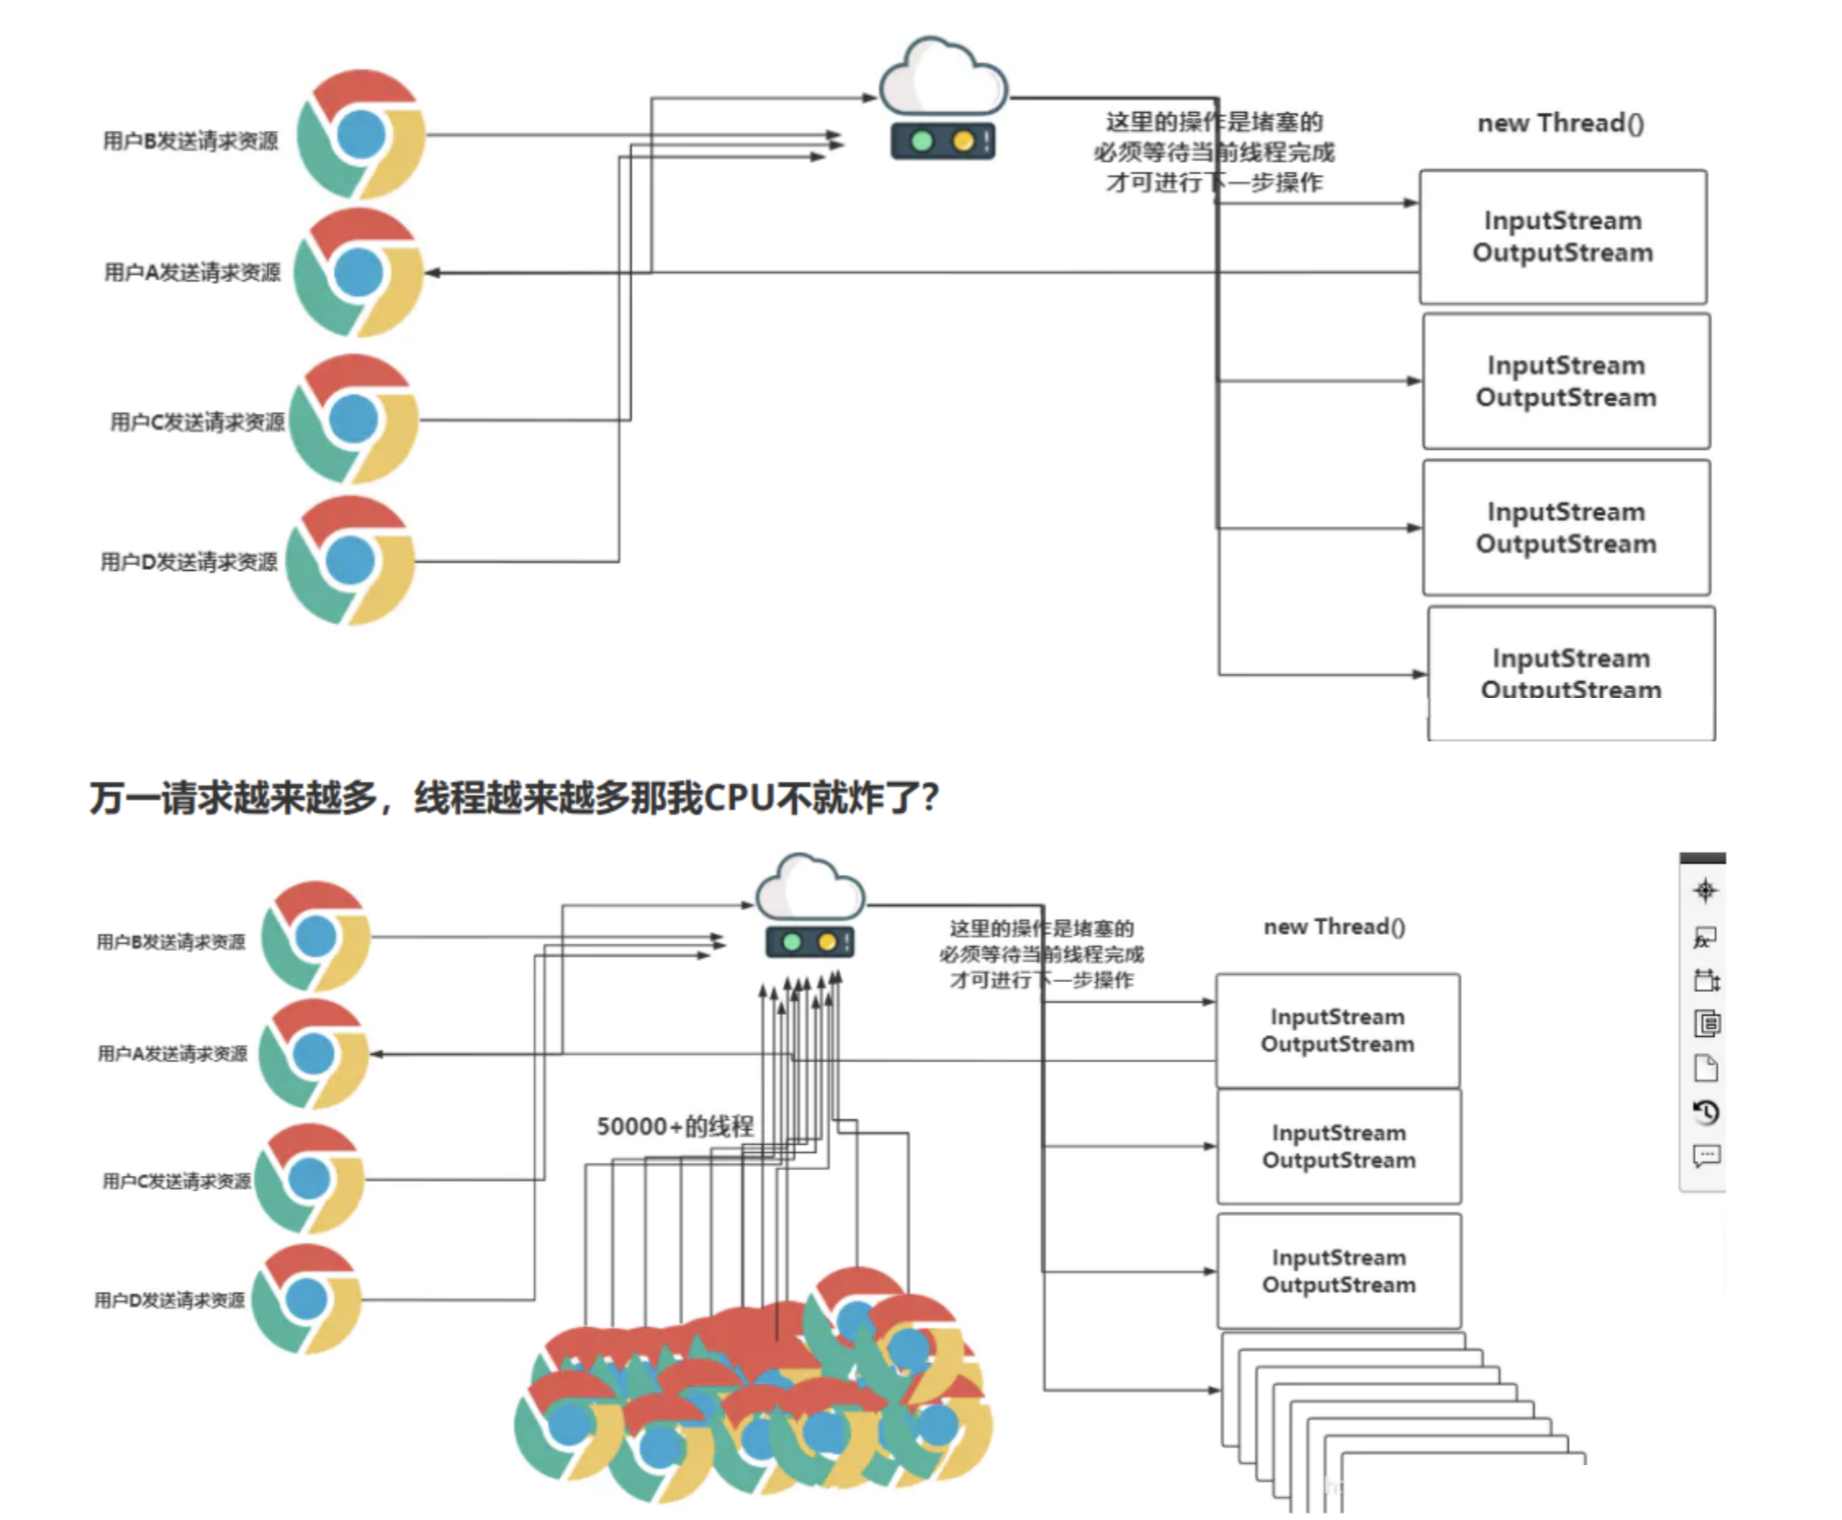 用户B发送请求资源
用户A发送请求资源
用户C发送请求资源
用户D发送请求资源
这里的操作是堵塞的
必须等待当前线程完成
才可进行下一步操作
new Thread()
InputStream
OutputStream
InputStream
OutputStream
InputStream
OutputStream
InputStream
OutputStream
万一请求越来越多，线程越来越多那我CPU不就炸了？
用户B发送请求资源
用户A发送请求资源
用户C发送请求资源
用户D发送请求资源
50000+的线程
这里的操作是堵塞的
必须等待当前线程完成
才可进行下一步操作
new Thread()
InputStream
OutputStream
InputStream
OutputStream
InputStream
OutputStream
fx